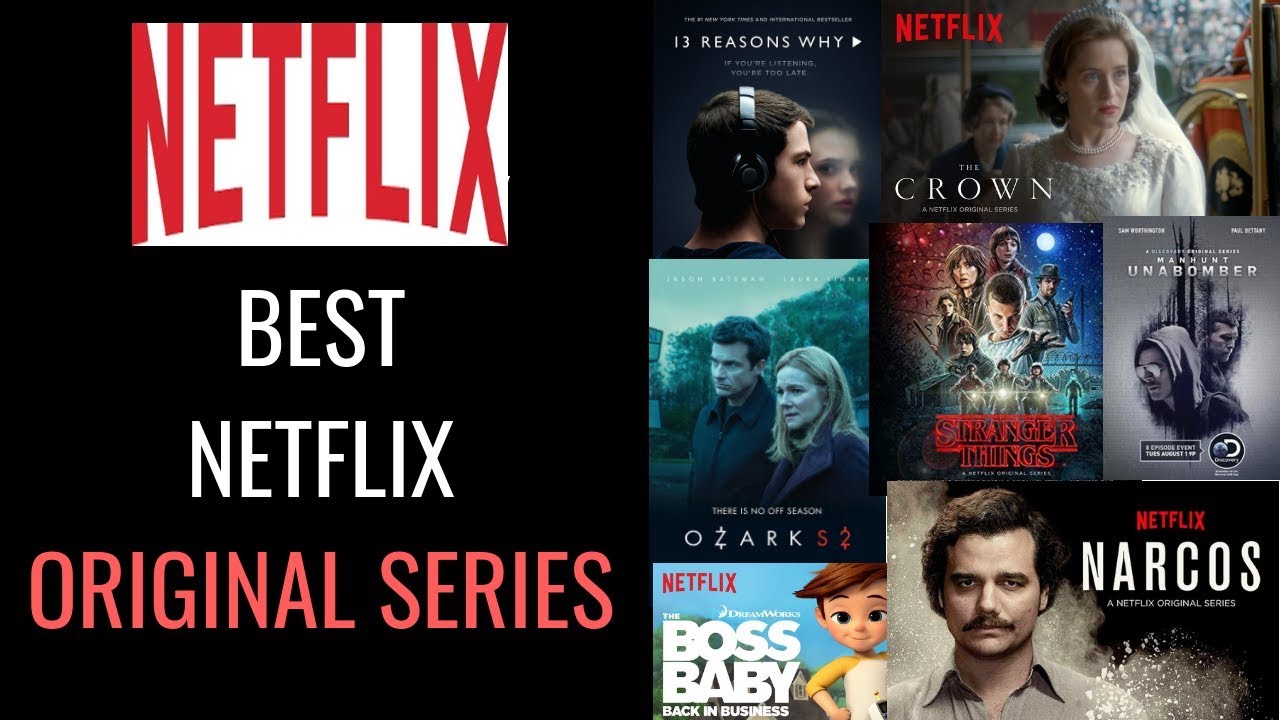 NETFLIX
BEST
NETFLIX
ORIGINAL SERIES
THE #1 NEW YORK TIMES AND INTERNATIONAL BESTSELLER
13 REASONS WHY
IF YOU'RE LISTENING,
YOU'RE TOO LATE.
NETFLIX
THE
CROWN
A NETFLIX ORIGINAL SERIES
JASON BATEMAN LAURA LINNEY
THERE IS NO OFF SEASON
OZARK S2
STRANGER
THINGS
A NETFLIX ORIGINAL SERIES
SAM WORTHINGTON PAUL BETTANY
A DISCOVERY ORIGINAL SERIES
MANHUNT
UNABOMBER
8 EPISODE EVENT
TUES AUGUST 1 9P
Discovery
NETFLIX
DREAMWORKS
THE
BOSS
BABY
BACK IN BUSINESS
NETFLIX
NARCOS
A NETFLIX ORIGINAL SERIES